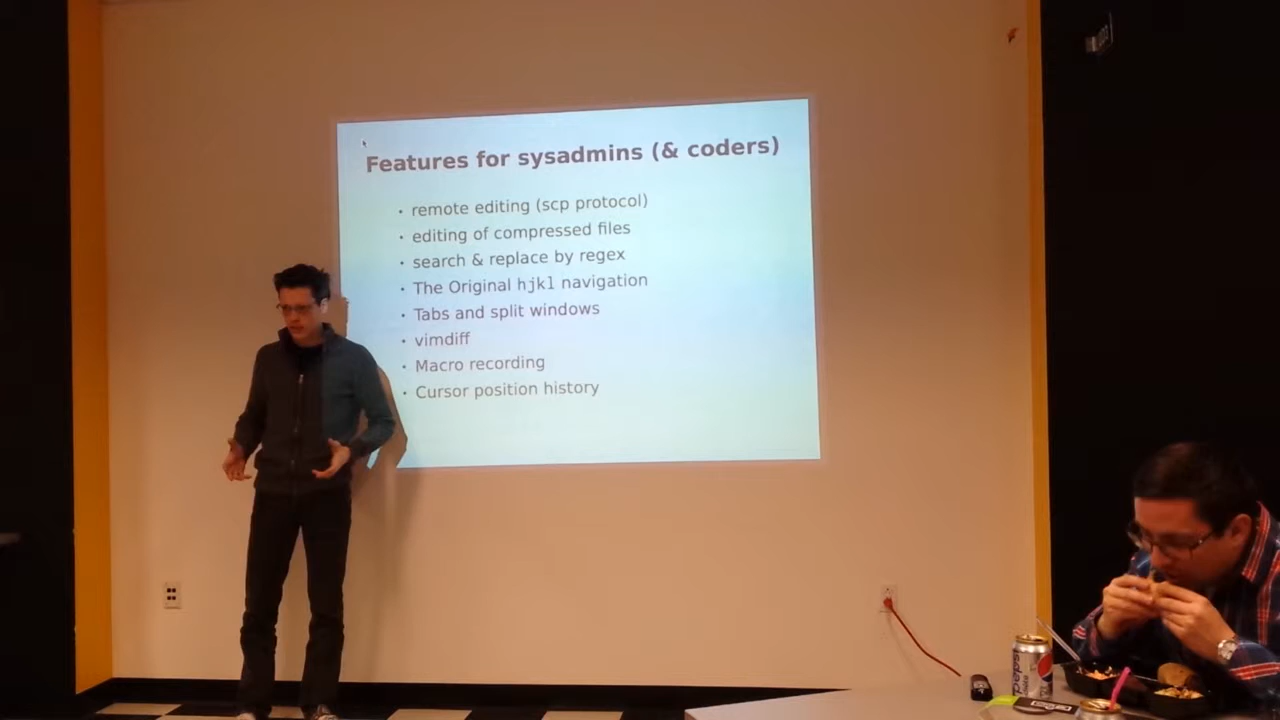 Features for sysadmins (& coders)
• remote editing (scp protocol)
• editing of compressed files
• search & replace by regex
• The Original hjkl navigation
• Tabs and split windows
• vimdiff
• Macro recording
• Cursor position history
pepsi